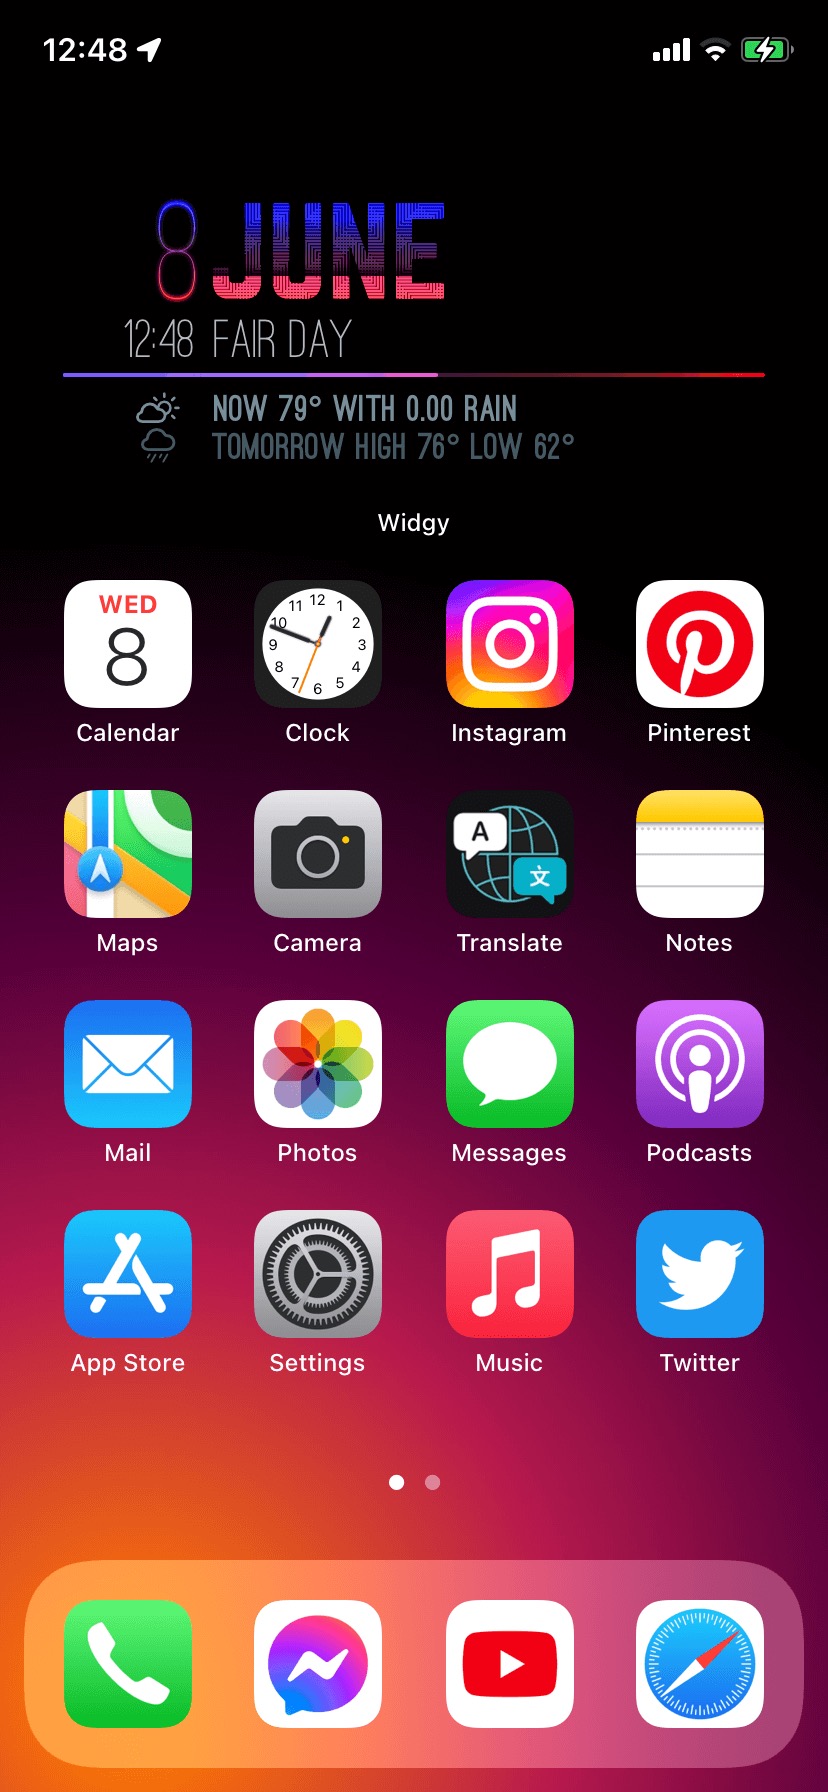 12:48
8 JUNE
12:48 FAIR DAY
NOW 79° WITH 0.00 RAIN
TOMORROW HIGH 76° LOW 62°
Widgy
WED
8
12
11 1
10 2
9 3
8 4
7 5
6
Calendar Clock Instagram Pinterest
A
文
Maps Camera Translate Notes
Mail Photos Messages Podcasts
App Store Settings Music Twitter